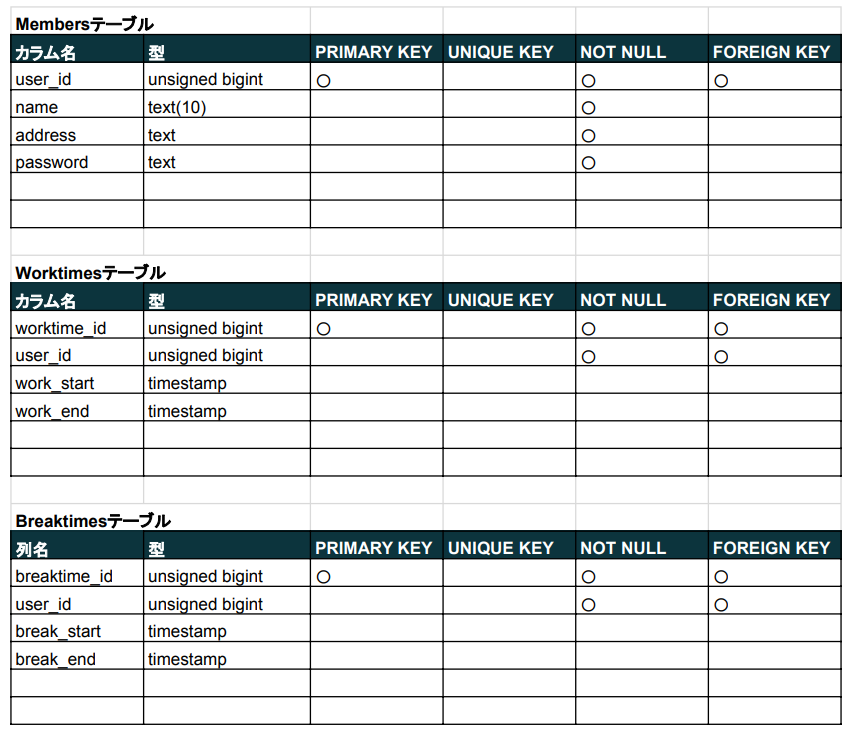 Membersテーブル
カラム名 型 PRIMARY KEY UNIQUE KEY NOT NULL FOREIGN KEY
user_id unsigned bigint ○ ○ ○
name text(10) ○
address text ○
password text ○
Worktimesテーブル
カラム名 型 PRIMARY KEY UNIQUE KEY NOT NULL FOREIGN KEY
worktime_id unsigned bigint ○ ○ ○
user_id unsigned bigint ○ ○
work_start timestamp
work_end timestamp
Breaktimesテーブル
列名 型 PRIMARY KEY UNIQUE KEY NOT NULL FOREIGN KEY
breaktime_id unsigned bigint ○ ○ ○
user_id unsigned bigint ○ ○
break_start timestamp
break_end timestamp